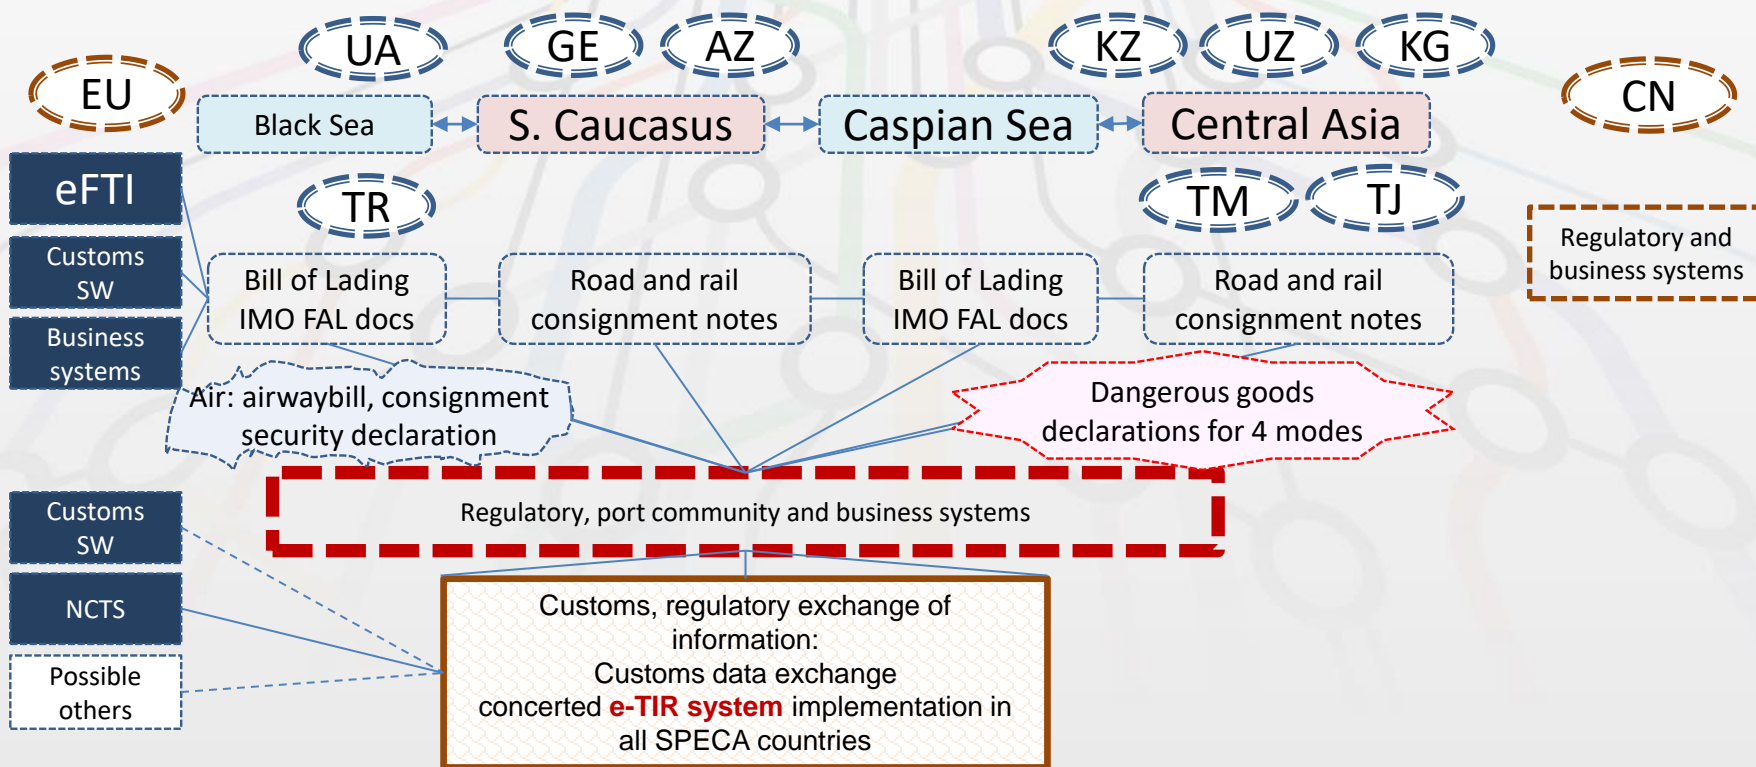 UA
GE
AZ
KZ
UZ
KG
EU
CN
Black Sea
S. Caucasus
Caspian Sea
Central Asia
eFTI
TR
TM
TJ
Customs
SW
Business
systems
Bill of Lading
IMO FAL docs
Road and rail
consignment notes
Bill of Lading
IMO FAL docs
Road and rail
consignment notes
Regulatory and
business systems
Air: airwaybill, consignment
security declaration
Dangerous goods
declarations for 4 modes
Regulatory, port community and business systems
Customs
SW
NCTS
Possible
others
Customs, regulatory exchange of
information:
Customs data exchange
concerted e-TIR system implementation in
all SPECA countries